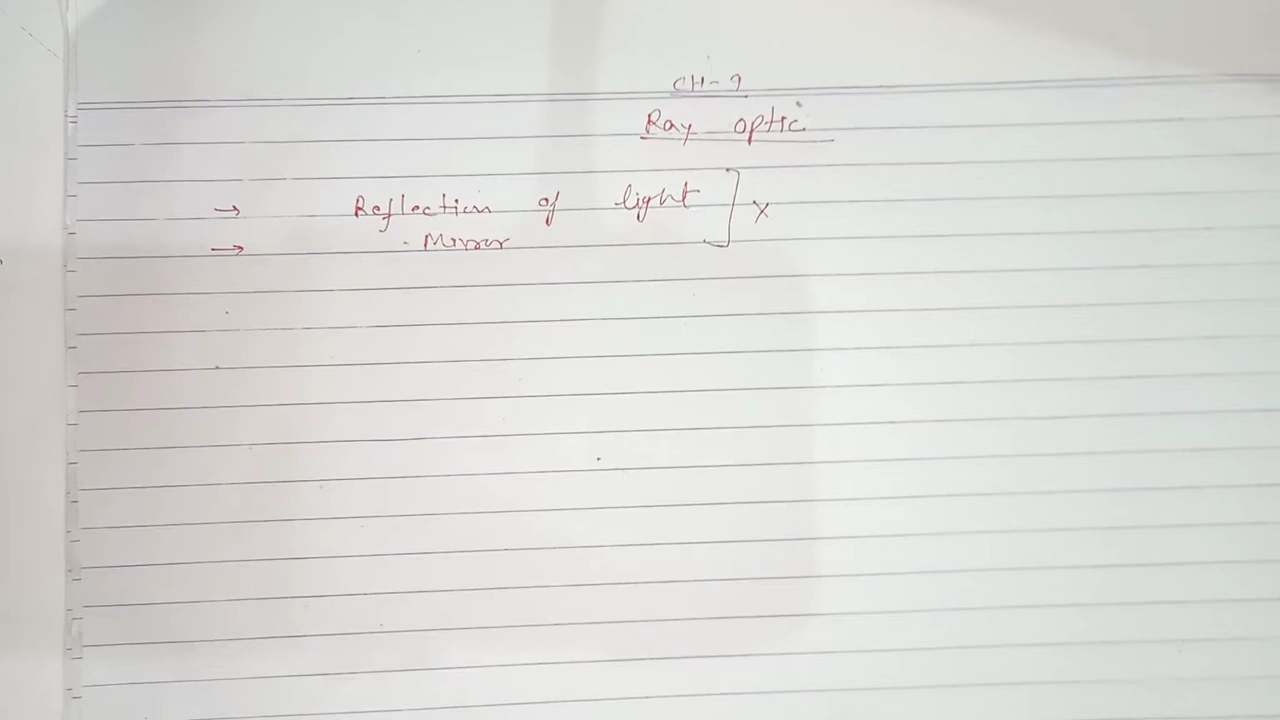 CH-9
Ray optic
→ Reflection of light ] X
→ Mirror